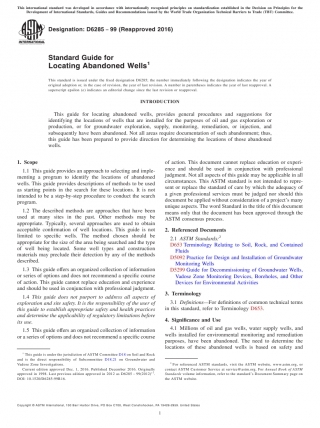 This international standard was developed in accordance with internationally recognized principles on standardization established in the Decision on Principles for the
Development of International Standards, Guides and Recommendations issued by the World Trade Organization Technical Barriers to Trade (TBT) Committee.
Designation: D6285 − 99 (Reapproved 2016)
Standard Guide for
Locating Abandoned Wells¹
This standard is issued under the fixed designation D6285; the number immediately following the designation indicates the year of
original adoption or, in the case of revision, the year of last revision. A number in parentheses indicates the year of last reapproval. A
superscript epsilon (ε) indicates an editorial change since the last revision or reapproval.
INTRODUCTION
This guide for locating abandoned wells, provides general procedures and suggestions for
identifying the locations of wells that are installed for the purposes of oil and gas exploration or
production, or for groundwater exploration, supply, monitoring, remediation, or injection, and
subsequently have been abandoned. Not all areas require documentation of such abandonment; thus,
this guide has been prepared to provide direction for determining the locations of those abandoned
wells.
1. Scope
1.1 This guide provides an approach to selecting and imple-
menting a program to identify the locations of abandoned
wells. This guide provides descriptions of methods to be used
as starting points in the search for these locations. It is not
intended to be a step-by-step procedure to conduct the search
program.
1.2 The described methods are approaches that have been
used at many sites in the past. Other methods may be
appropriate. Typically, several approaches are used to obtain
acceptable confirmation of well locations. This guide is not
limited to specific wells. The method chosen should be
appropriate for the size of the area being searched and the type
of well being located. Some well types and construction
materials may preclude their detection by any of the methods
described.
1.3 This guide offers an organized collection of information
or series of options and does not recommend a specific course
of action. This guide cannot replace education and experience
and should be used in conjunction with professional judgment.
1.4 This guide does not purport to address all aspects of
exploration and site safety. It is the responsibility of the user of
this guide to establish appropriate safety and health practices
and determine the applicability of regulatory limitations before
its use.
1.5 This guide offers an organized collection of information
or a series of options and does not recommend a specific course
¹ This guide is under the jurisdiction of ASTM Committee D18 on Soil and Rock
and is the direct responsibility of Subcommittee D18.21 on Groundwater and
Vadose Zone Investigations.
Current edition approved Dec. 1, 2016. Published December 2016. Originally
approved in 1998. Last previous edition approved in 2012 as D6285 – 99(2012)ᵉ¹.
DOI: 10.1520/D6285-99R16.
of action. This document cannot replace education or experi-
ence and should be used in conjunction with professional
judgment. Not all aspects of this guide may be applicable in all
circumstances. This ASTM standard is not intended to repre-
sent or replace the standard of care by which the adequacy of
a given professional service must be judged nor should this
document be applied without consideration of a project's many
unique aspects. The word Standard in the title of this document
means only that the document has been approved through the
ASTM consensus process.
2. Referenced Documents
2.1 ASTM Standards:²
D653 Terminology Relating to Soil, Rock, and Contained
Fluids
D5092 Practice for Design and Installation of Groundwater
Monitoring Wells
D5299 Guide for Decommissioning of Groundwater Wells,
Vadose Zone Monitoring Devices, Boreholes, and Other
Devices for Environmental Activities
3. Terminology
3.1 Definitions—For definitions of common technical terms
in this standard, refer to Terminology D653.
4. Significance and Use
4.1 Millions of oil and gas wells, water supply wells, and
wells installed for environmental monitoring and remediation
purposes, have been abandoned. The need to determine the
locations of those abandoned wells is based on safety and
² For referenced ASTM standards, visit the ASTM website, www.astm.org, or
contact ASTM Customer Service at service@astm.org. For Annual Book of ASTM
Standards volume information, refer to the standard's Document Summary page on
the ASTM website.
Copyright © ASTM International, 100 Barr Harbor Drive, PO Box C700, West Conshohocken, PA 19428-2959. United States
1